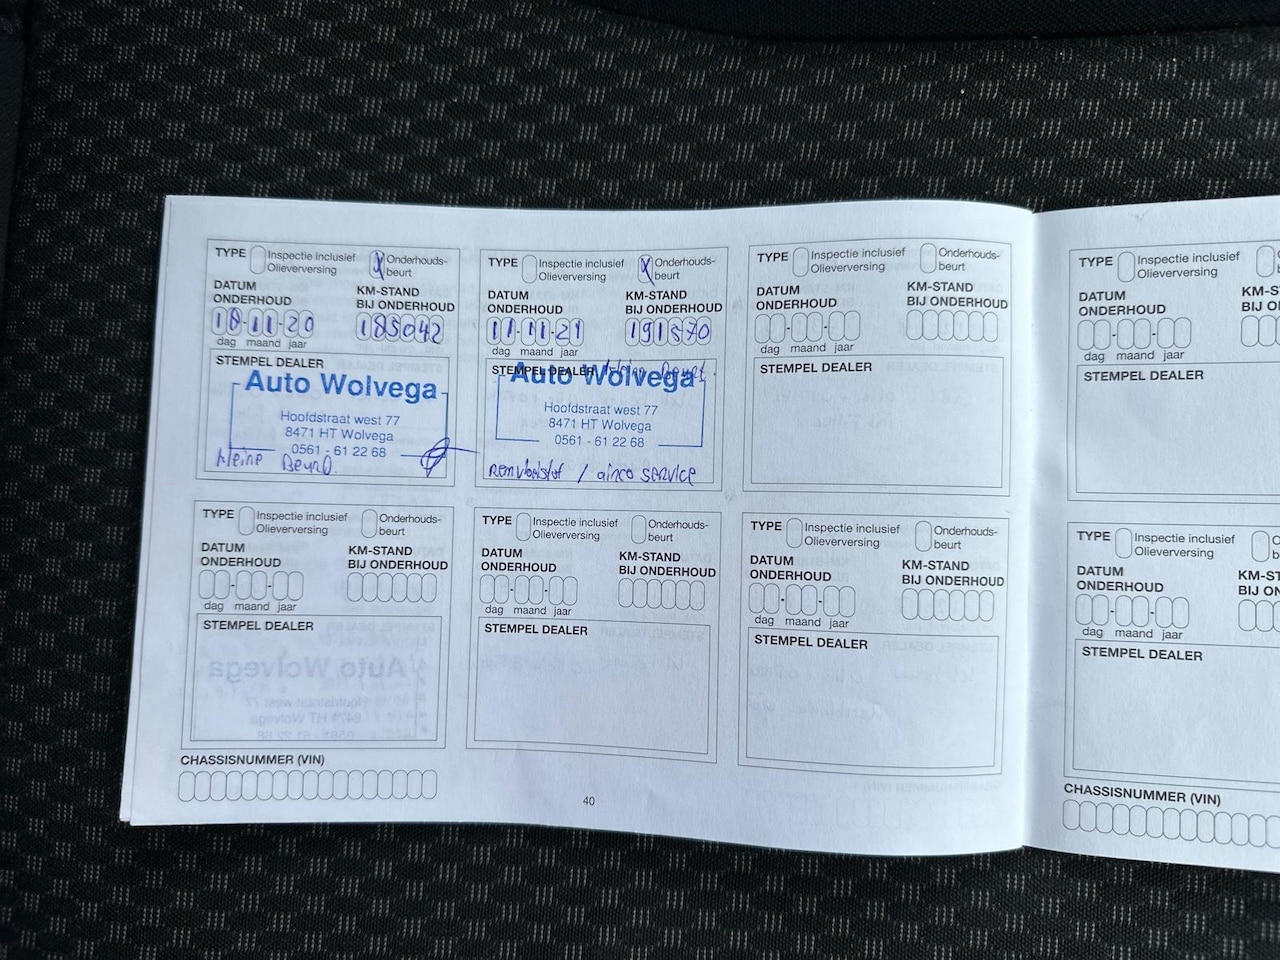 TYPE Inspectie inclusief Olieverversing X Onderhouds-beurt
DATUM ONDERHOUD
KM-STAND BIJ ONDERHOUD
18-11-20
185042
dag maand jaar
STEMPEL DEALER
Auto Wolvega
Hoofdstraat west 77
8471 HT Wolvega
0561 - 61 22 68
kleine Beurt
TYPE Inspectie inclusief Olieverversing X Onderhouds-beurt
DATUM ONDERHOUD
KM-STAND BIJ ONDERHOUD
11-11-21
191570
dag maand jaar
STEMPEL DEALER
Beurt
Auto Wolvega
Hoofdstraat west 77
8471 HT Wolvega
0561 - 61 22 68
Remvloeistof / airco service
TYPE Inspectie inclusief Olieverversing Onderhouds-beurt
DATUM ONDERHOUD
KM-STAND BIJ ONDERHOUD
dag maand jaar
STEMPEL DEALER
TYPE Inspectie inclusief Olieverversing
DATUM ONDERHOUD
dag maand jaar
STEMPEL DEALER
TYPE Inspectie inclusief Olieverversing Onderhouds-beurt
DATUM ONDERHOUD
KM-STAND BIJ ONDERHOUD
dag maand jaar
STEMPEL DEALER
TYPE Inspectie inclusief Olieverversing Onderhouds-beurt
DATUM ONDERHOUD
KM-STAND BIJ ONDERHOUD
dag maand jaar
STEMPEL DEALER
TYPE Inspectie inclusief Olieverversing Onderhouds-beurt
DATUM ONDERHOUD
KM-STAND BIJ ONDERHOUD
dag maand jaar
STEMPEL DEALER
TYPE Inspectie inclusief Olieverversing
DATUM ONDERHOUD
dag maand jaar
STEMPEL DEALER
CHASSISNUMMER (VIN)
40
CHASSISNUMMER (VIN)